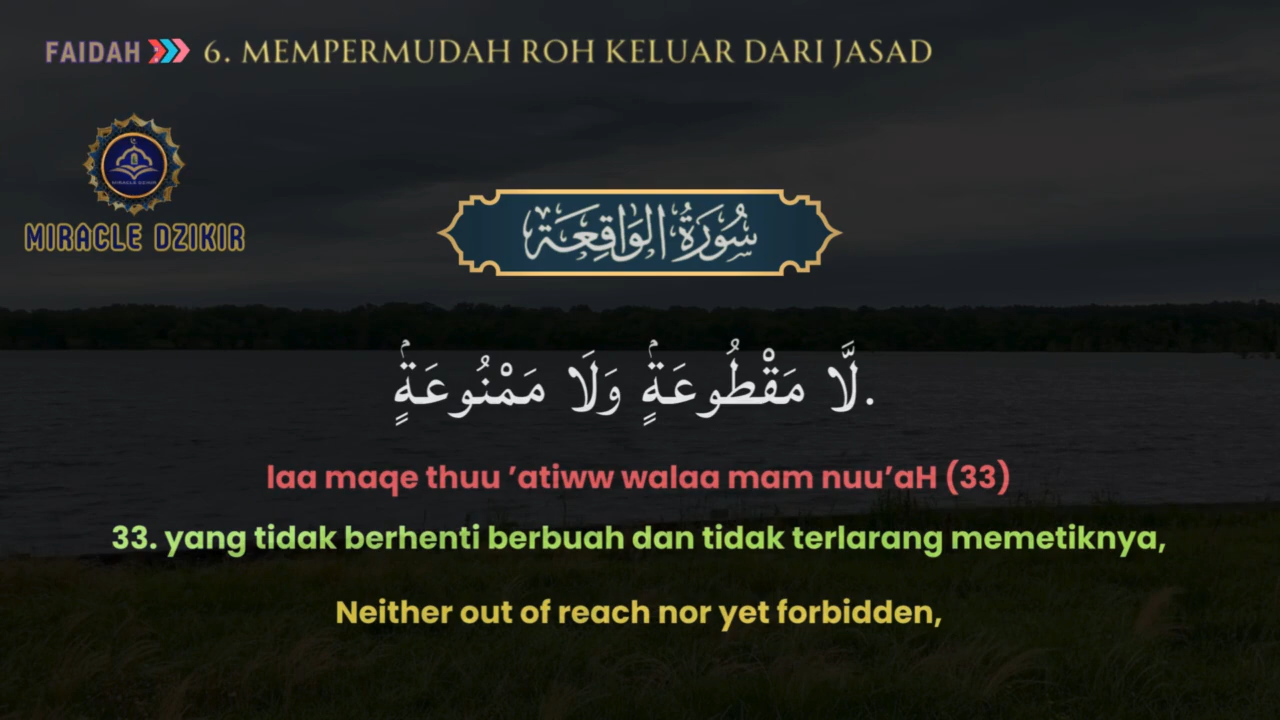 FAIDAH 6. MEMPERMUDAH ROH KELUAR DARI JASAD
MIRACLE DZIKIR
MIRACLE DZIKIR
سُورَةُ الوَاقِعَة
لَّا مَقْطُوعَةٍۢ وَلَا مَمْنُوعَةٍۢ.
laa maqe thuu ’atiww walaa mam nuu’aH (33)
33. yang tidak berhenti berbuah dan tidak terlarang memetiknya,
Neither out of reach nor yet forbidden,